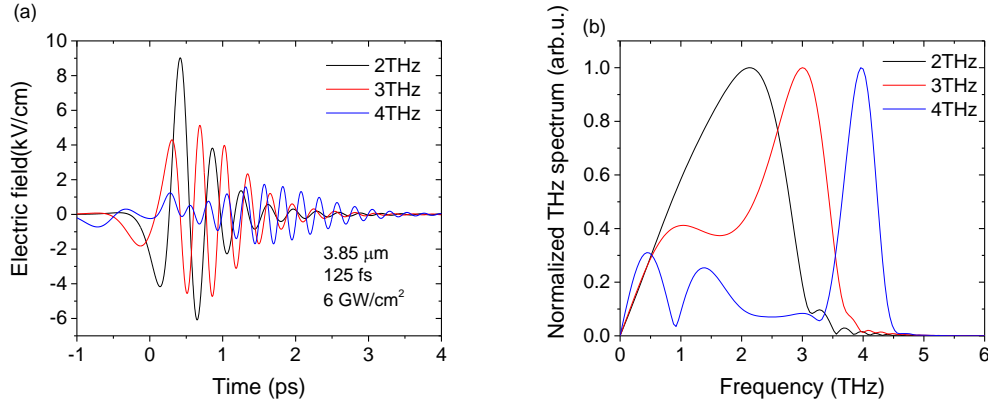 (a)
10
8
6
4
2
0
-2
-4
-6
-1
0
1
2
3
4
Electric field(kV/cm)
Time (ps)
2THz
3THz
4THz
3.85 μm
125 fs
6 GW/cm²
(b)
1.0
0.8
0.6
0.4
0.2
0.0
0
1
2
3
4
5
6
Normalized THz spectrum (arb.u.)
Frequency (THz)
2THz
3THz
4THz